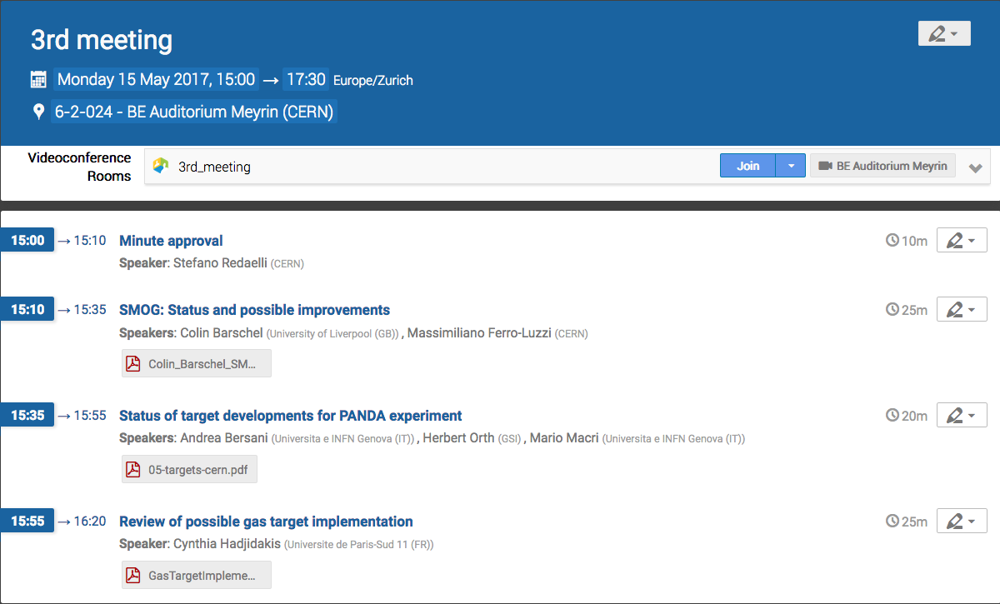 3rd meeting
Monday 15 May 2017, 15:00 → 17:30 Europe/Zurich
6-2-024 - BE Auditorium Meyrin (CERN)
Videoconference Rooms
3rd_meeting Join BE Auditorium Meyrin
15:00 → 15:10 Minute approval 10m
Speaker: Stefano Redaelli (CERN)
15:10 → 15:35 SMOG: Status and possible improvements 25m
Speakers: Colin Barschel (University of Liverpool (GB)) , Massimiliano Ferro-Luzzi (CERN)
Colin_Barschel_SM...
15:35 → 15:55 Status of target developments for PANDA experiment 20m
Speakers: Andrea Bersani (Universita e INFN Genova (IT)) , Herbert Orth (GSI) , Mario Macri (Universita e INFN Genova (IT))
05-targets-cern.pdf
15:55 → 16:20 Review of possible gas target implementation 25m
Speaker: Cynthia Hadjidakis (Universite de Paris-Sud 11 (FR))
GasTargetImpleme...